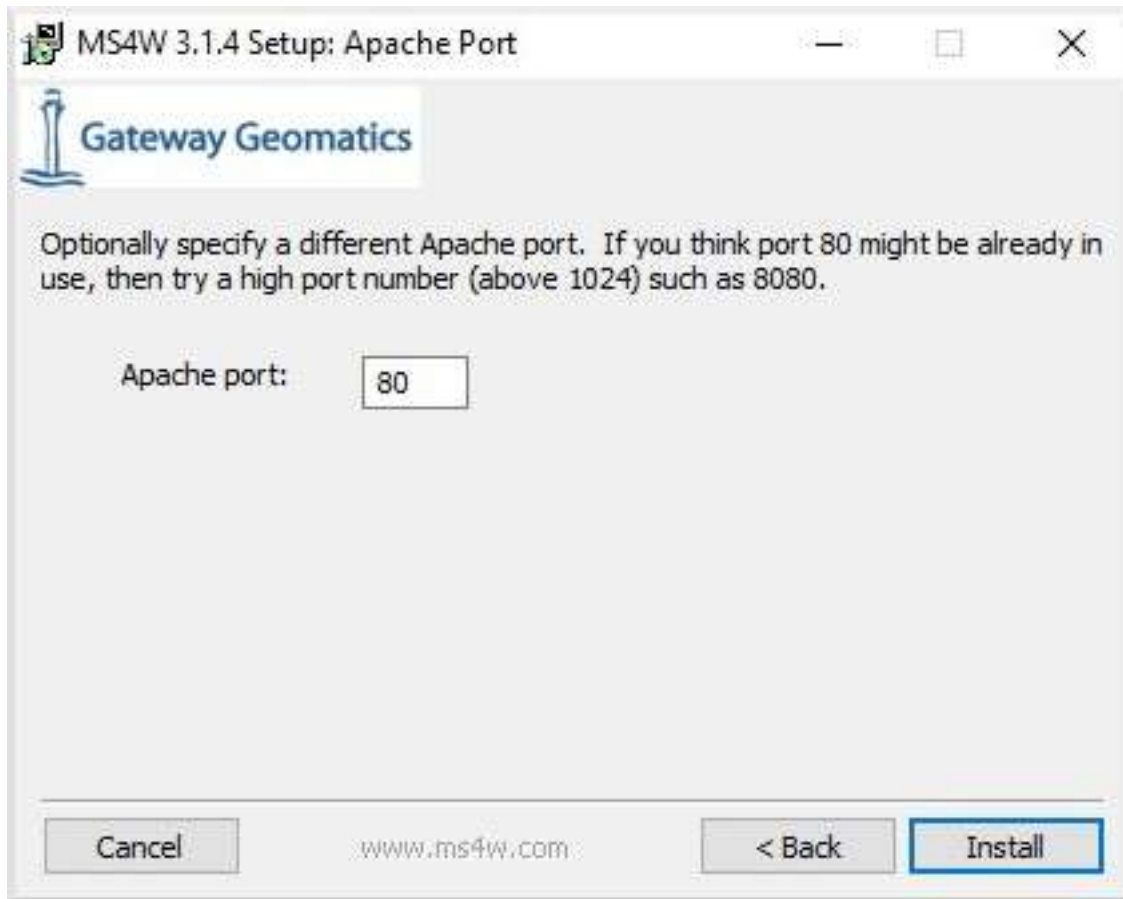 MS4W 3.1.4 Setup: Apache Port
Gateway Geomatics
Optionally specify a different Apache port. If you think port 80 might be already in
use, then try a high port number (above 1024) such as 8080.
Apache port: 80
Cancel www.ms4w.com < Back Install